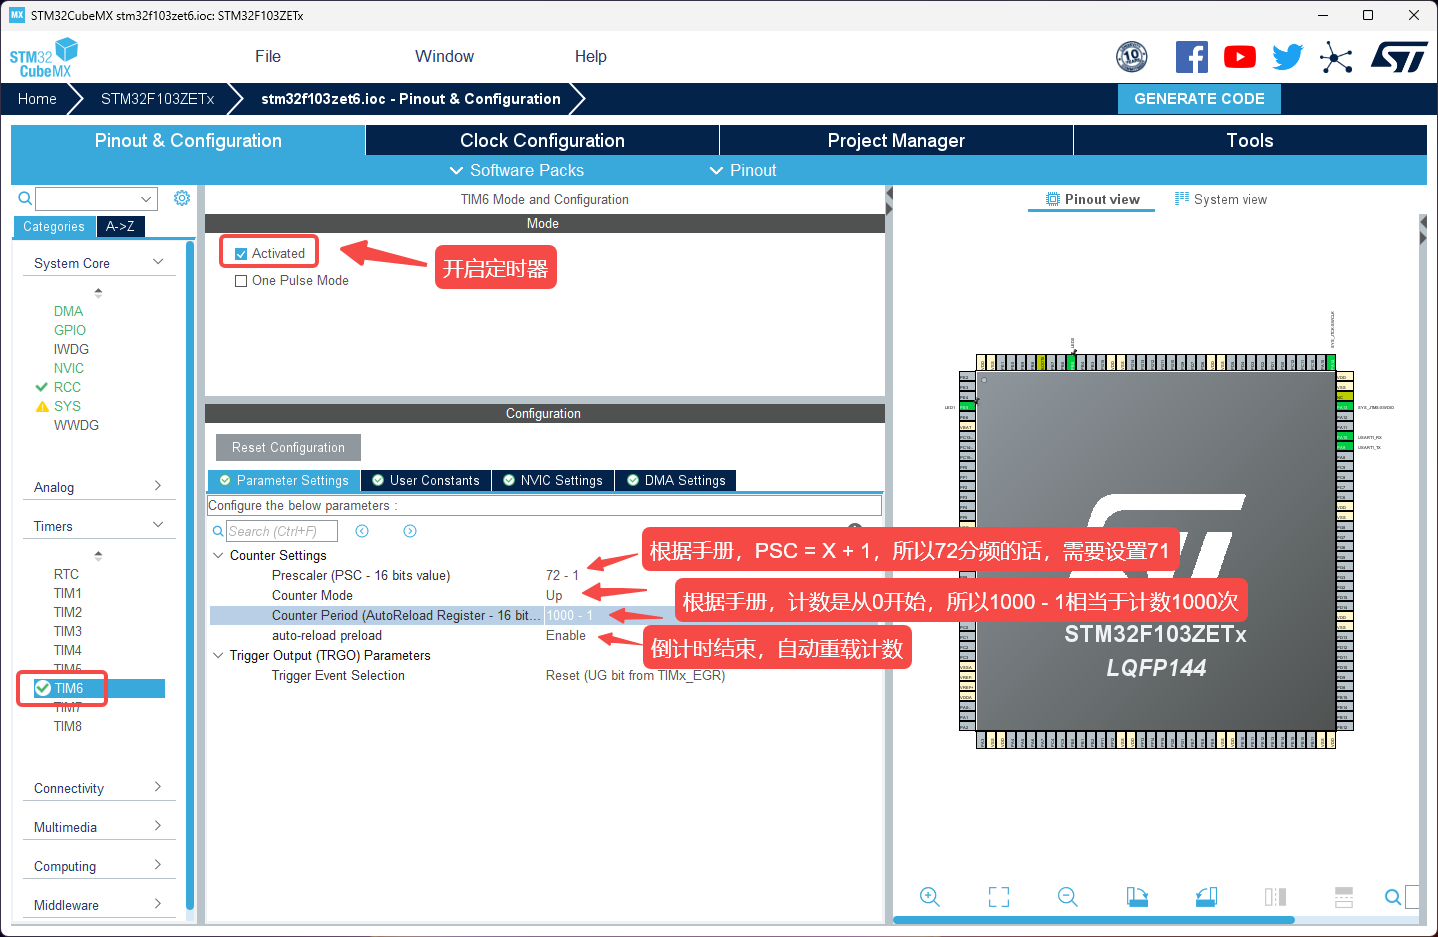 STM32CubeMX stm32f103zet6.ioc: STM32F103ZETx
STM32
CubeMX
File
Window
Help
10
Home
STM32F103ZETx
stm32f103zet6.ioc - Pinout & Configuration
GENERATE CODE
Pinout & Configuration
Clock Configuration
Project Manager
Tools
Software Packs
Pinout
Categories
A->Z
System Core
DMA
GPIO
IWDG
NVIC
RCC
SYS
WWDG
Analog
Timers
RTC
TIM1
TIM2
TIM3
TIM4
TIM5
TIM6
TIM7
TIM8
Connectivity
Multimedia
Computing
Middleware
TIM6 Mode and Configuration
Mode
Activated
开启定时器
One Pulse Mode
Configuration
Reset Configuration
Parameter Settings
User Constants
NVIC Settings
DMA Settings
Configure the below parameters :
Search (Ctrl+F)
Counter Settings
Prescaler (PSC - 16 bits value)
72 - 1
根据手册，PSC = X + 1，所以72分频的话，需要设置71
Counter Mode
Up
根据手册，计数是从0开始，所以1000 - 1相当于计数1000次
Counter Period (AutoReload Register - 16 bit...
1000 - 1
auto-reload preload
Enable
倒计时结束，自动重载计数
Trigger Output (TRGO) Parameters
Trigger Event Selection
Reset (UG bit from TIMx_EGR)
Pinout view
System view
STM32F103ZETx
LQFP144
USART1_RX
USART1_TX